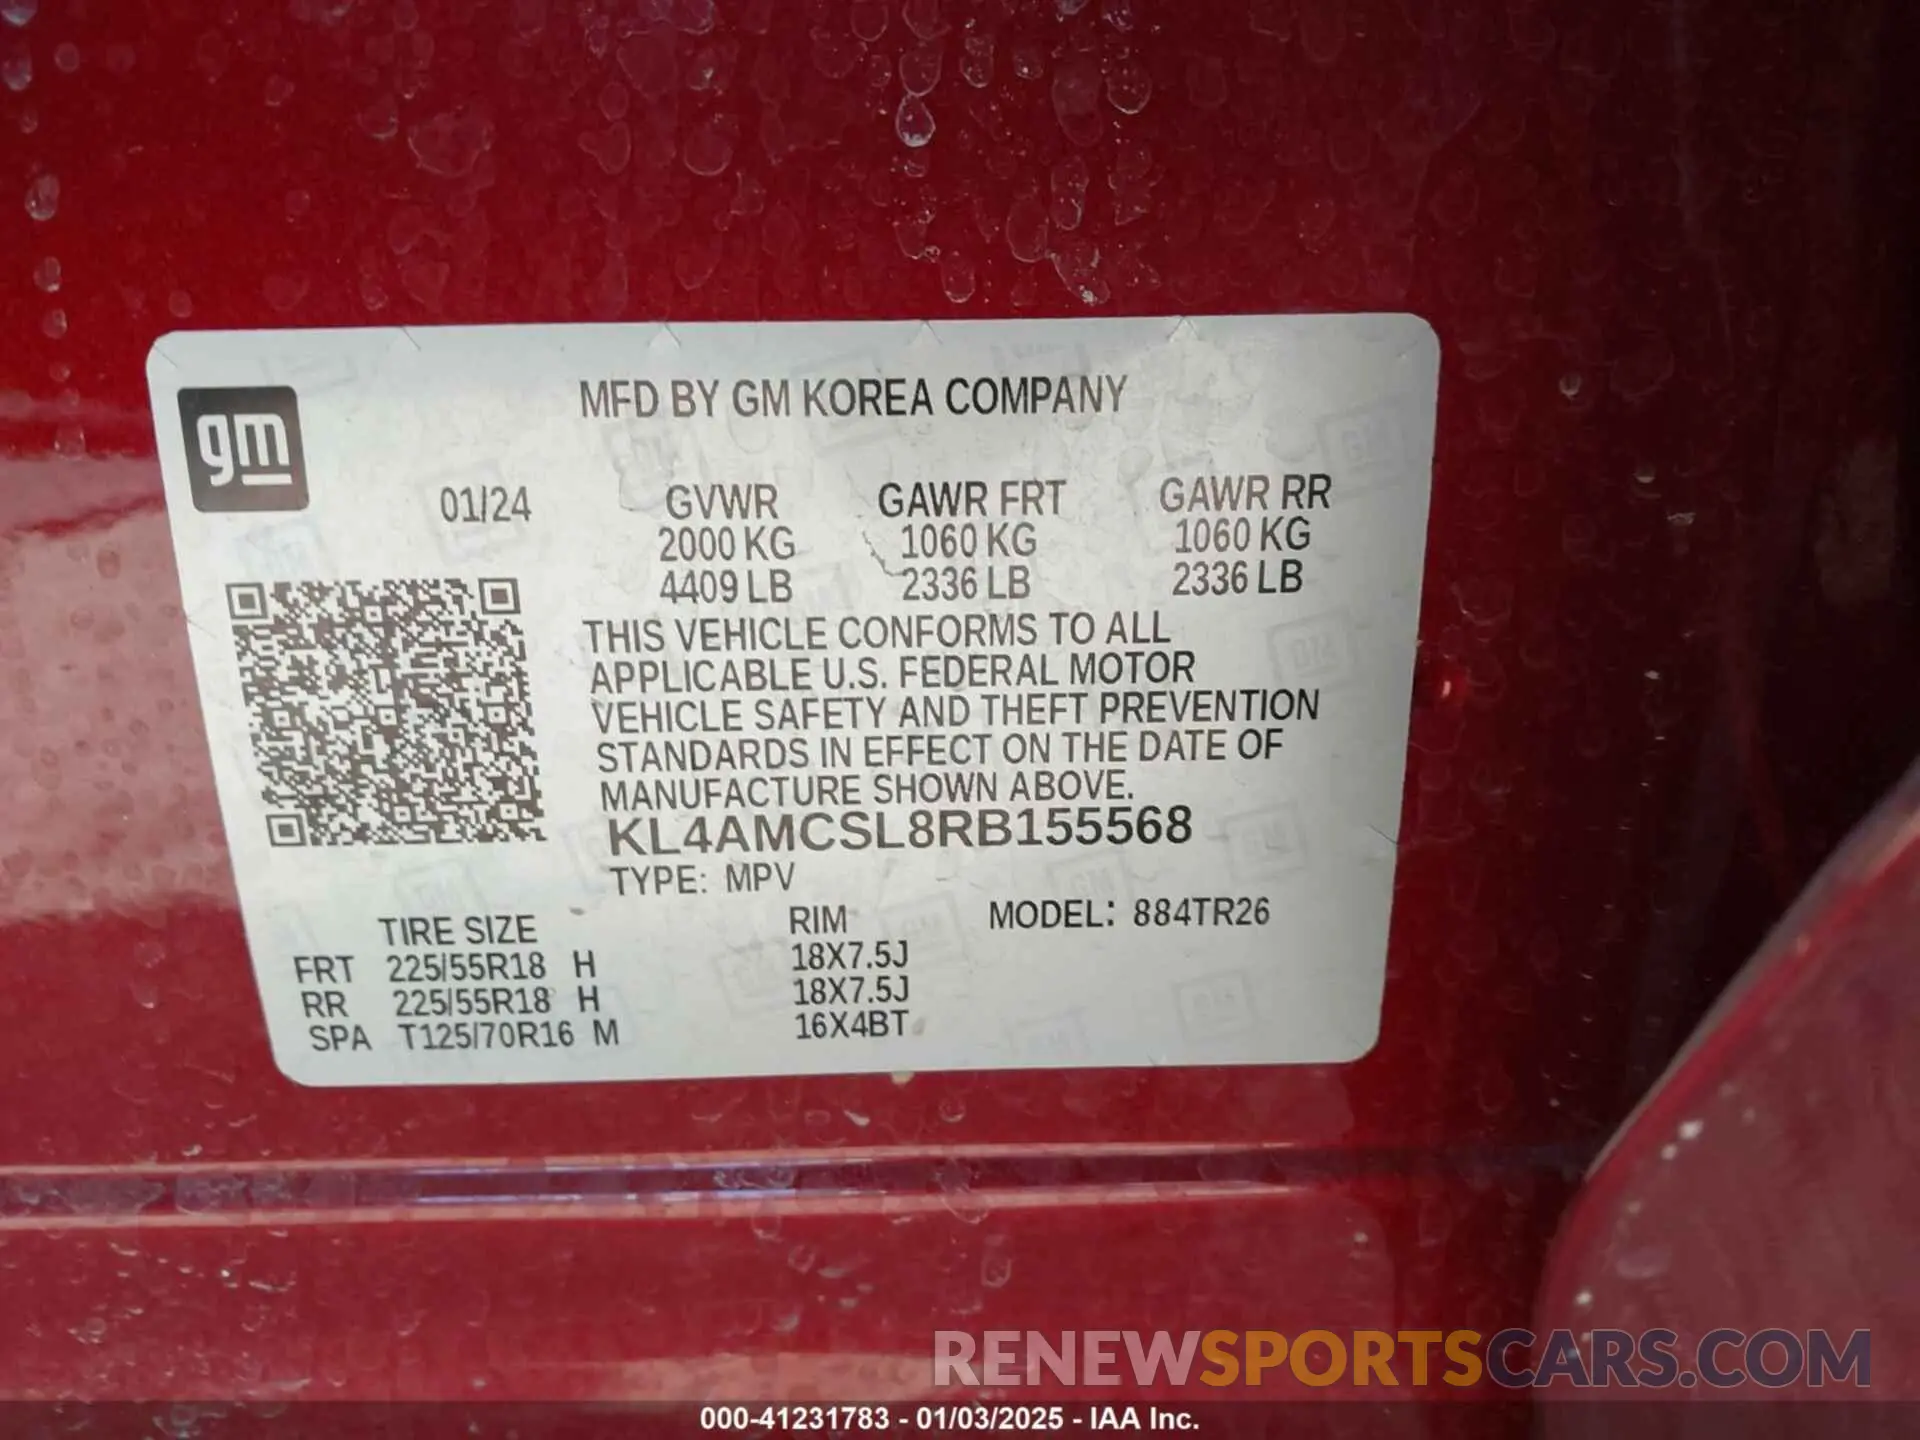 gm
MFD BY GM KOREA COMPANY
01/24 GVWR GAWR FRT GAWR RR
2000 KG 1060 KG 1060 KG
4409 LB 2336 LB 2336 LB
THIS VEHICLE CONFORMS TO ALL
APPLICABLE U.S. FEDERAL MOTOR
VEHICLE SAFETY AND THEFT PREVENTION
STANDARDS IN EFFECT ON THE DATE OF
MANUFACTURE SHOWN ABOVE.
KL4AMCSL8RB155568
TYPE: MPV
TIRE SIZE RIM MODEL: 884TR26
FRT 225/55R18 H 18X7.5J
RR 225/55R18 H 18X7.5J
SPA T125/70R16 M 16X4BT
RENEWSPORTSCARS.COM
000-41231783 - 01/03/2025 - IAA Inc.